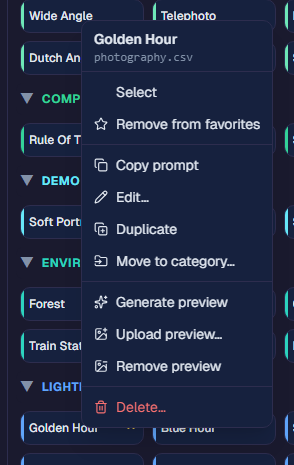 Wide Angle
Telephoto
Golden Hour
photography.csv
Dutch An
Select
COMP
Remove from favorites
Rule Of T
Copy prompt
DEMO
Edit...
Soft Port
Duplicate
ENVIR
Move to category...
Forest
Generate preview
Train Stat
Upload preview...
Remove preview
LIGHTI
Delete...
Golden Hour
Blue Hour